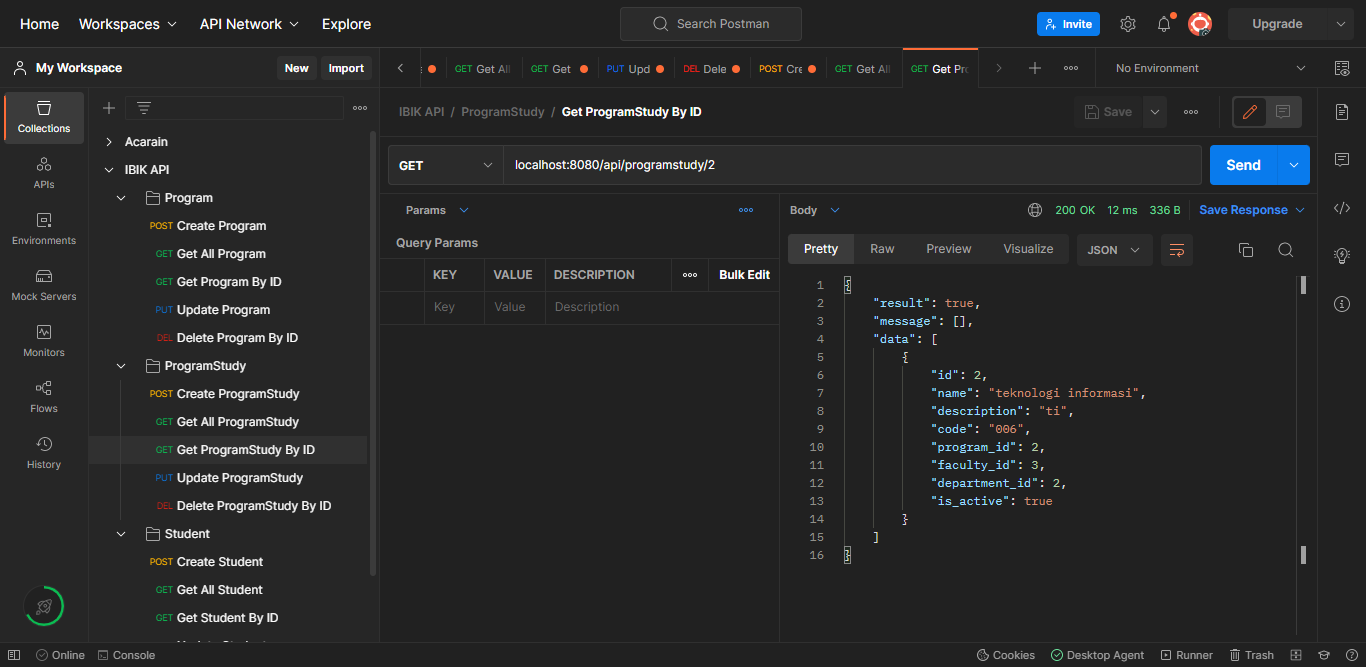 Home Workspaces API Network Explore Search Postman Invite Upgrade
My Workspace New Import
GET Get All GET Get PUT Upd DEL Dele POST Cre GET Get All GET Get Pro No Environment
Collections
APIs
Environments
Mock Servers
Monitors
Flows
History
Acarain
IBIK API
Program
POST Create Program
GET Get All Program
GET Get Program By ID
PUT Update Program
DEL Delete Program By ID
ProgramStudy
POST Create ProgramStudy
GET Get All ProgramStudy
GET Get ProgramStudy By ID
PUT Update ProgramStudy
DEL Delete ProgramStudy By ID
Student
POST Create Student
GET Get All Student
GET Get Student By ID
IBIK API / ProgramStudy / Get ProgramStudy By ID Save
GET localhost:8080/api/programstudy/2 Send
Params
Query Params
KEY VALUE DESCRIPTION Bulk Edit
Key Value Description
Body 200 OK 12 ms 336 B Save Response
Pretty Raw Preview Visualize JSON
1 {
2 "result": true,
3 "message": [],
4 "data": [
5 {
6 "id": 2,
7 "name": "teknologi informasi",
8 "description": "ti",
9 "code": "006",
10 "program_id": 2,
11 "faculty_id": 3,
12 "department_id": 2,
13 "is_active": true
14 }
15 ]
16 }
Online Console Cookies Desktop Agent Runner Trash